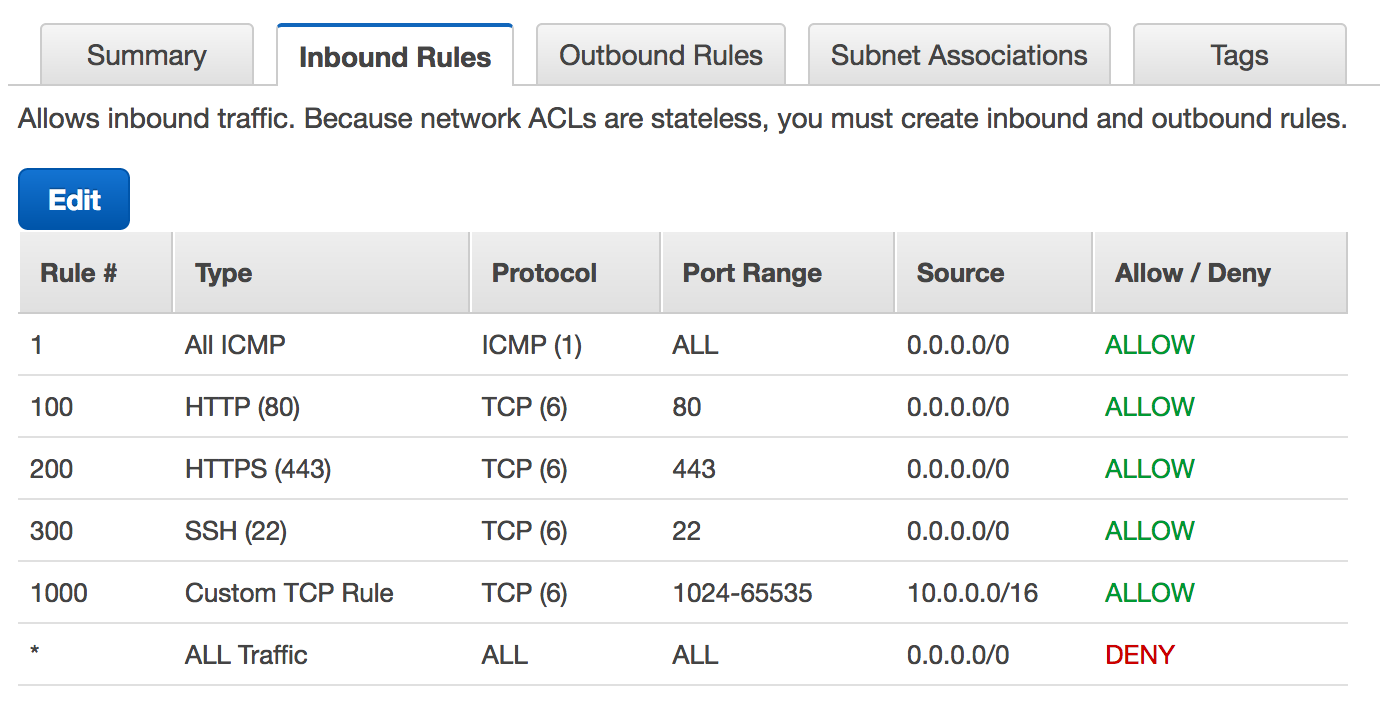 Summary Inbound Rules Outbound Rules Subnet Associations Tags
Allows inbound traffic. Because network ACLs are stateless, you must create inbound and outbound rules.
Edit
Rule # Type Protocol Port Range Source Allow / Deny
1 All ICMP ICMP (1) ALL 0.0.0.0/0 ALLOW
100 HTTP (80) TCP (6) 80 0.0.0.0/0 ALLOW
200 HTTPS (443) TCP (6) 443 0.0.0.0/0 ALLOW
300 SSH (22) TCP (6) 22 0.0.0.0/0 ALLOW
1000 Custom TCP Rule TCP (6) 1024-65535 10.0.0.0/16 ALLOW
* ALL Traffic ALL ALL 0.0.0.0/0 DENY